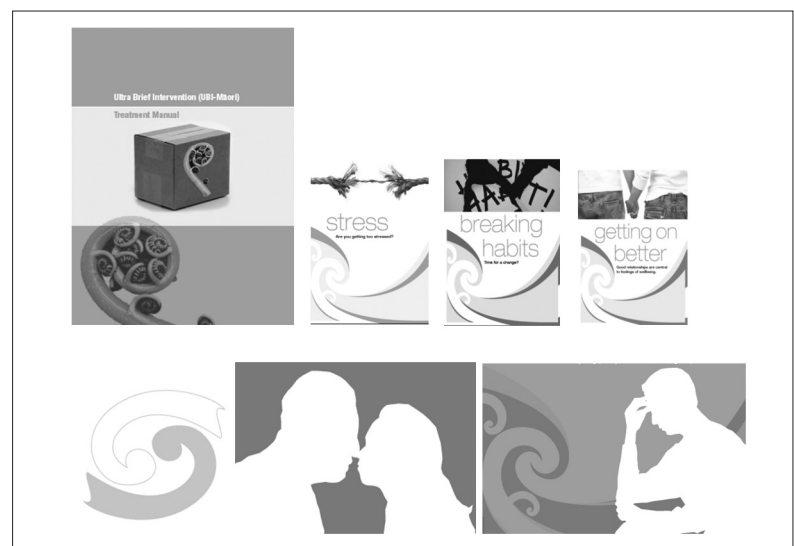 Ultra Brief Intervention (UBI-Māori)
Treatment Manual
stress
Are you getting too stressed?
breaking
habits
Time for a change?
getting on
better
Good relationships are central
to feelings of wellbeing.